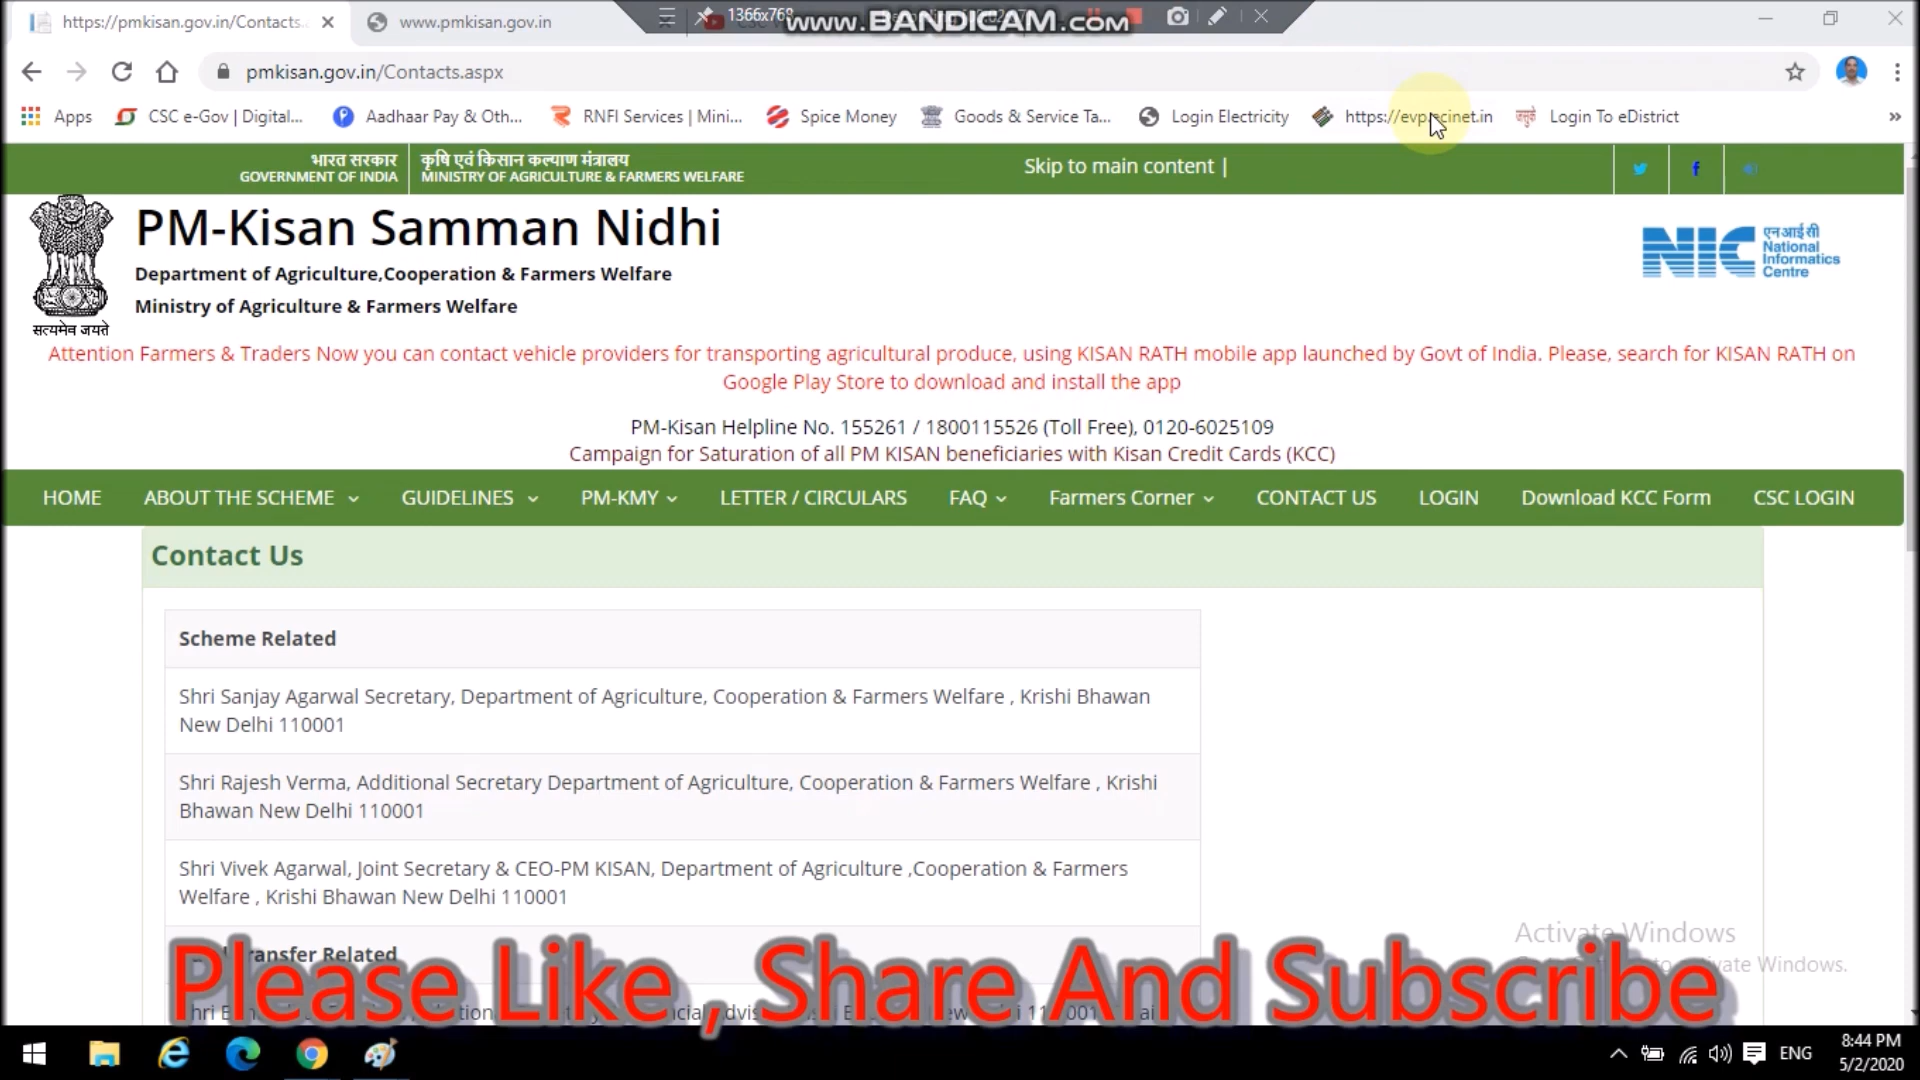 https://pmkisan.gov.in/Contacts. www.pmkisan.gov.in 1366x768 www.BANDICAM.com
pmkisan.gov.in/Contacts.aspx
Apps CSC e-Gov | Digital... Aadhaar Pay & Oth... RNFI Services | Mini... Spice Money Goods & Service Ta... Login Electricity https://evp.ecinet.in Login To eDistrict »
भारत सरकार कृषि एवं किसान कल्याण मंत्रालय Skip to main content |
GOVERNMENT OF INDIA MINISTRY OF AGRICULTURE & FARMERS WELFARE
PM-Kisan Samman Nidhi
Department of Agriculture,Cooperation & Farmers Welfare
Ministry of Agriculture & Farmers Welfare
सत्यमेव जयते
NIC एन आई सी
National
Informatics
Centre
Attention Farmers & Traders Now you can contact vehicle providers for transporting agricultural produce, using KISAN RATH mobile app launched by Govt of India. Please, search for KISAN RATH on
Google Play Store to download and install the app
PM-Kisan Helpline No. 155261 / 1800115526 (Toll Free), 0120-6025109
Campaign for Saturation of all PM KISAN beneficiaries with Kisan Credit Cards (KCC)
HOME ABOUT THE SCHEME GUIDELINES PM-KMY LETTER / CIRCULARS FAQ Farmers Corner CONTACT US LOGIN Download KCC Form CSC LOGIN
Contact Us
Scheme Related
Shri Sanjay Agarwal Secretary, Department of Agriculture, Cooperation & Farmers Welfare , Krishi Bhawan
New Delhi 110001
Shri Rajesh Verma, Additional Secretary Department of Agriculture, Cooperation & Farmers Welfare , Krishi
Bhawan New Delhi 110001
Shri Vivek Agarwal, Joint Secretary & CEO-PM KISAN, Department of Agriculture ,Cooperation & Farmers
Welfare , Krishi Bhawan New Delhi 110001
Activate Windows
Related
Windows.
Please Like , Share And Subscribe
ENG 8:44 PM
5/2/2020